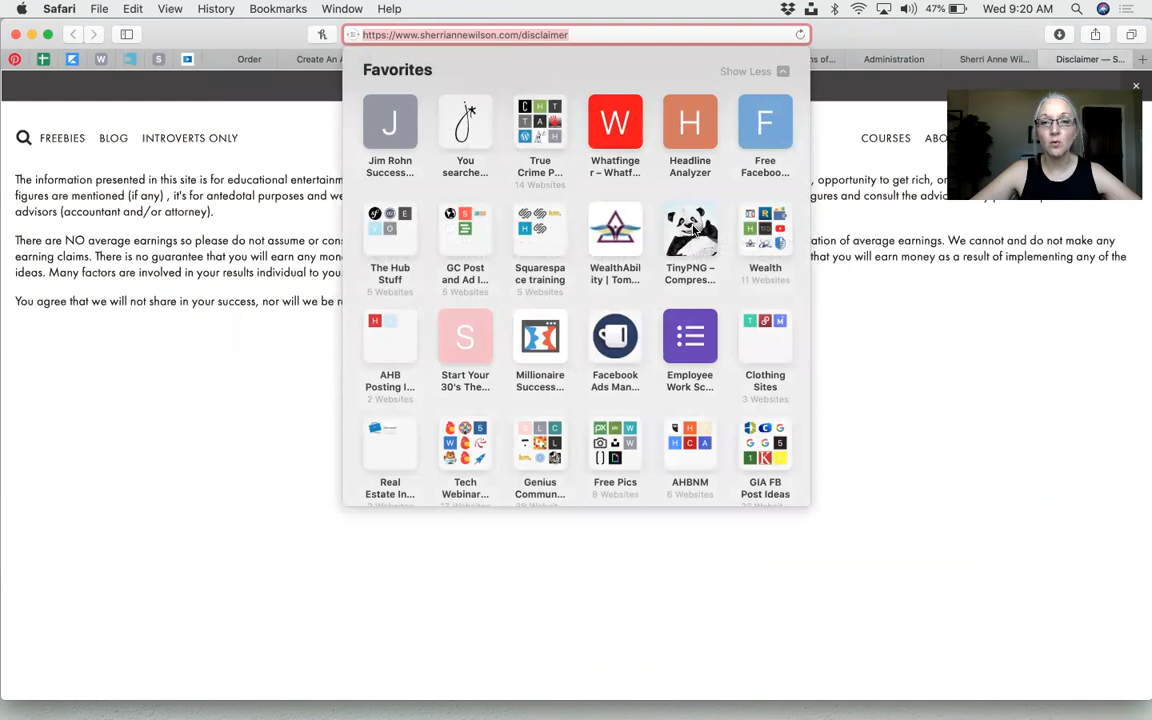 Safari File Edit View History Bookmarks Window Help
47% Wed 9:20 AM
https://www.sherriannewilson.com/disclaimer
Order
Create An A
ms of...
Administration
Sherri Anne Wil...
Disclaimer — S...
Favorites
Show Less
FREEBIES BLOG INTROVERTS ONLY
COURSES ABO
The information presented in this site is for educational entertainm
, opportunity to get rich, or
figures are mentioned (if any) , it's for antedotal purposes and we
figures and consult the advic
advisors (accountant and/or attorney).
There are NO average earnings so please do not assume or cons
ation of average earnings. We cannot and do not make any
earning claims. There is no guarantee that you will earn any mon
that you will earn money as a result of implementing any of the
ideas. Many factors are involved in your results individual to you
You agree that we will not share in your success, nor will we be r
J
W
H
F
Jim Rohn
Success...
You
searche...
True
Crime P...
14 Websites
Whatfinge
r – Whatf...
Headline
Analyzer
Free
Faceboo...
The Hub
Stuff
5 Websites
GC Post
and Ad I...
5 Websites
Squarespa
ce training
5 Websites
WealthAbil
ity | Tom...
TinyPNG –
Compres...
Wealth
11 Websites
S
AHB
Posting I...
2 Websites
Start Your
30's The...
Millionaire
Success...
Facebook
Ads Man...
Employee
Work Sc...
Clothing
Sites
3 Websites
Real
Estate In...
Tech
Webinar...
Genius
Commun...
Free Pics
8 Websites
AHBNM
6 Websites
GIA FB
Post Ideas